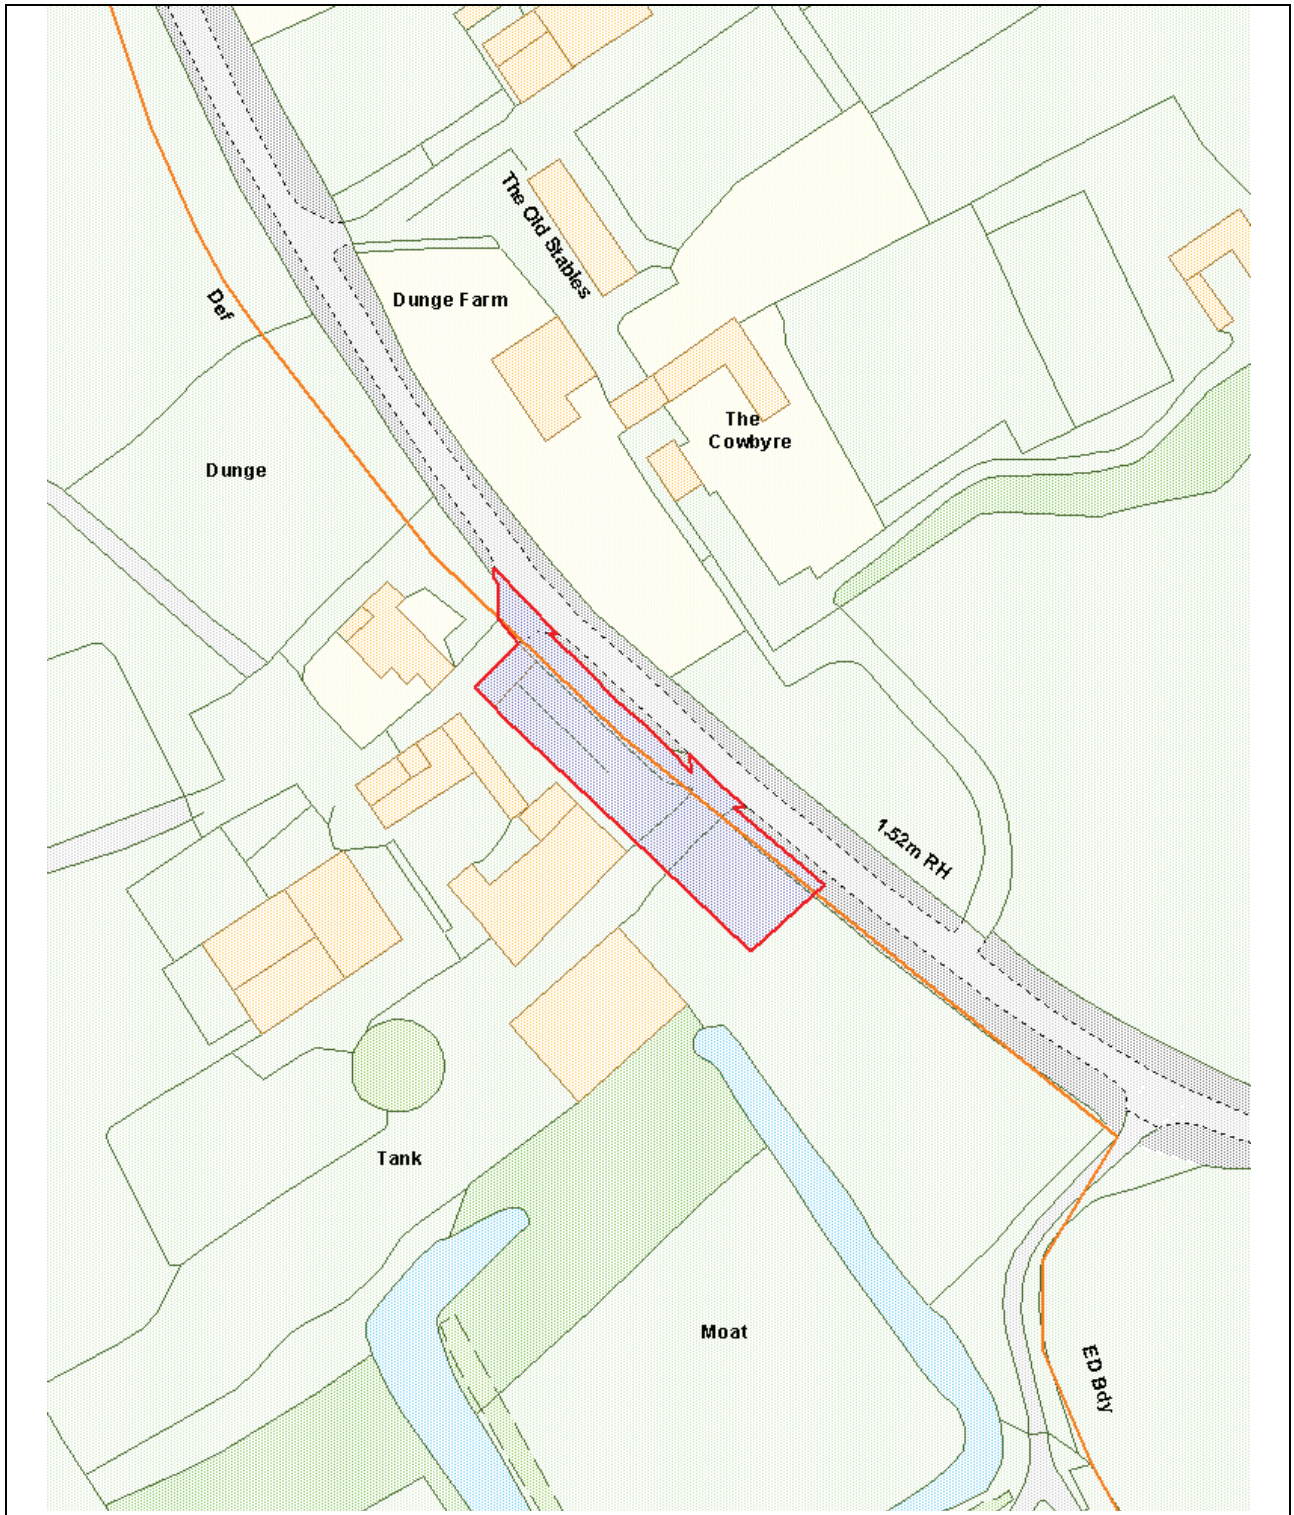 The Old Stables
Def
Dunge Farm
The
Cowbyre
Dunge
1.52m RH
Tank
Moat
ED Bdy